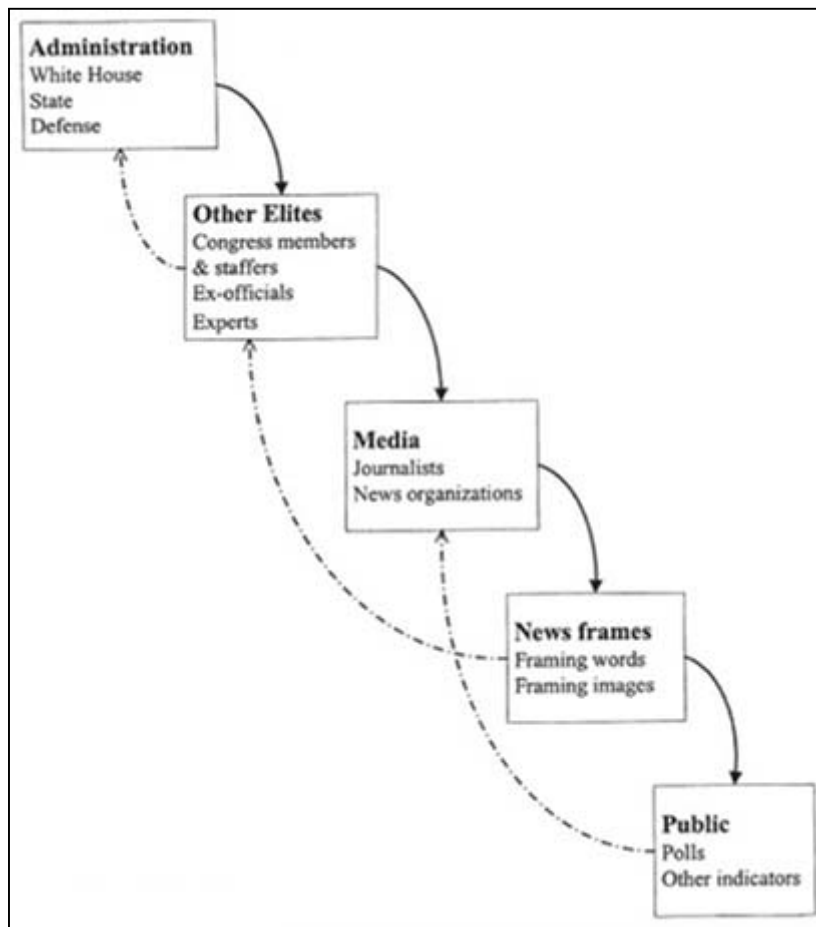 Administration
White House
State
Defense
Other Elites
Congress members
& staffers
Ex-officials
Experts
Media
Journalists
News organizations
News frames
Framing words
Framing images
Public
Polls
Other indicators